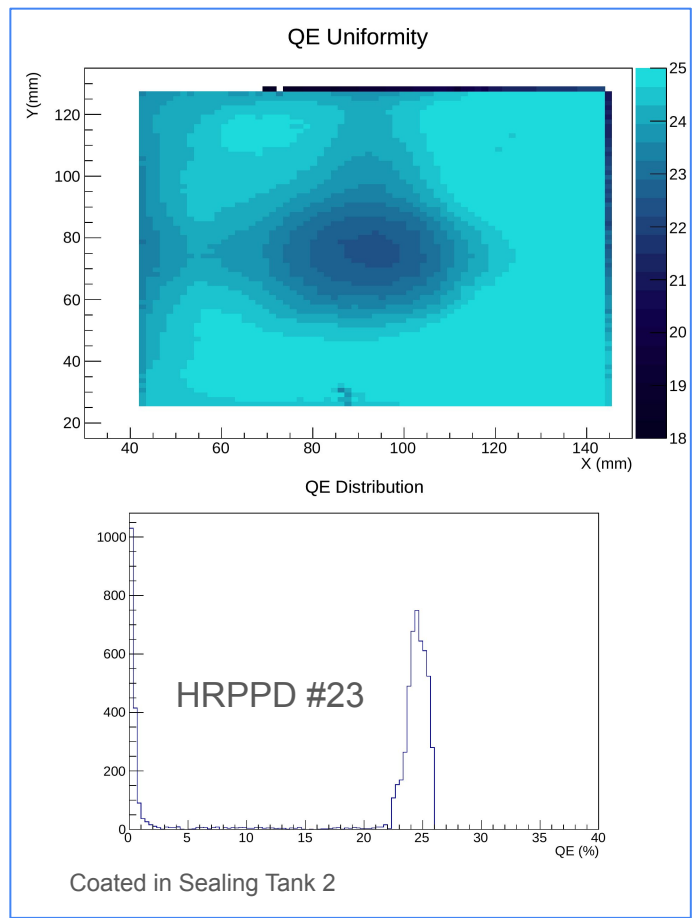 QE Uniformity
Y(mm)
120
100
80
60
40
20
40 60 80 100 120 140
X (mm)
25
24
23
22
21
20
19
18
QE Distribution
1000
800
600
400
200
0
HRPPD #23
0 5 10 15 20 25 30 35 40
QE (%)
Coated in Sealing Tank 2